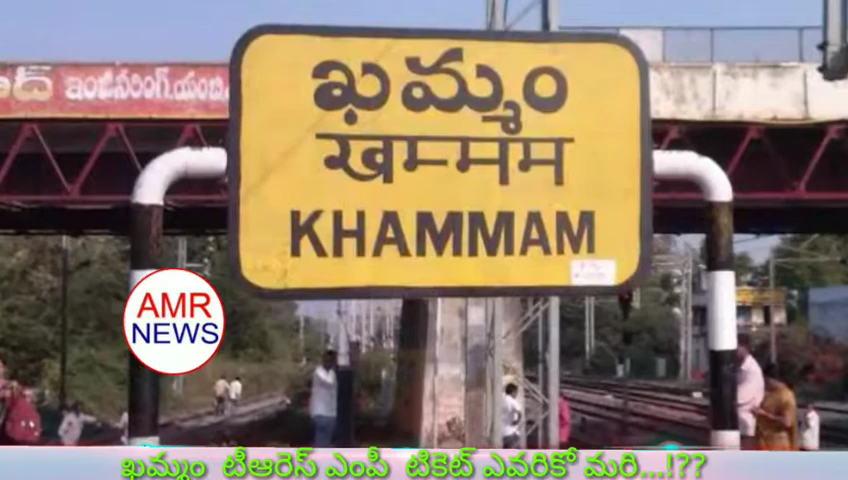 ఖమ్మం
खम्मम
KHAMMAM
ఇంజీనీరింగ్.యంబి
AMR
NEWS
ఖమ్మం టీఆరెస్ ఎంపీ టికెట్ ఎవరికో మరి...!??